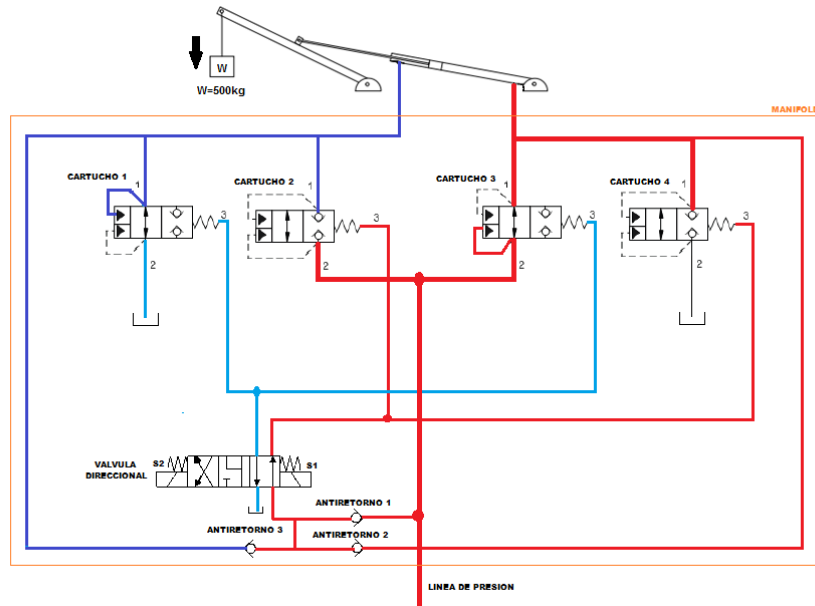 W
W=500kg
MANIFOL
CARTUCHO 1
1
3
2
CARTUCHO 2
1
3
2
CARTUCHO 3
1
3
2
CARTUCHO 4
1
3
2
VALVULA
DIRECCIONAL
S2
S1
ANTIRETORNO 1
ANTIRETORNO 3
ANTIRETORNO 2
LINEA DE PRESION